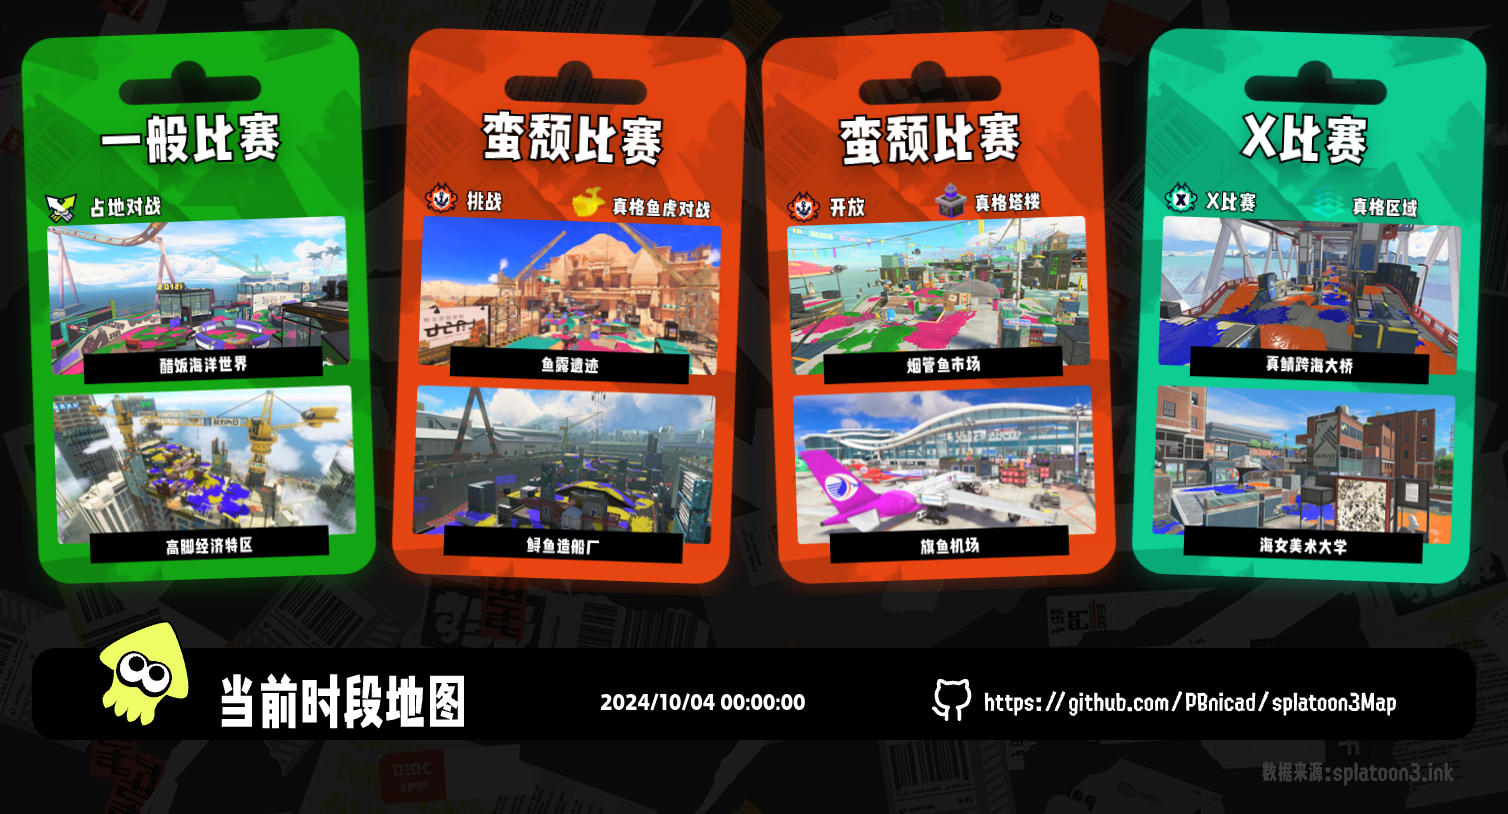 一般比赛
占地对战
醋饭海洋世界
高脚经济特区
蛮颓比赛
挑战
真格鱼虎对战
鱼露遗迹
鲟鱼造船厂
蛮颓比赛
开放
真格塔楼
烟管鱼市场
旗鱼机场
X比赛
X比赛
真格区域
真鲭跨海大桥
海女美术大学
当前时段地图
2024/10/04 00:00:00
https://github.com/PBnicad/splatoon3Map
数据来源:splatoon3.ink